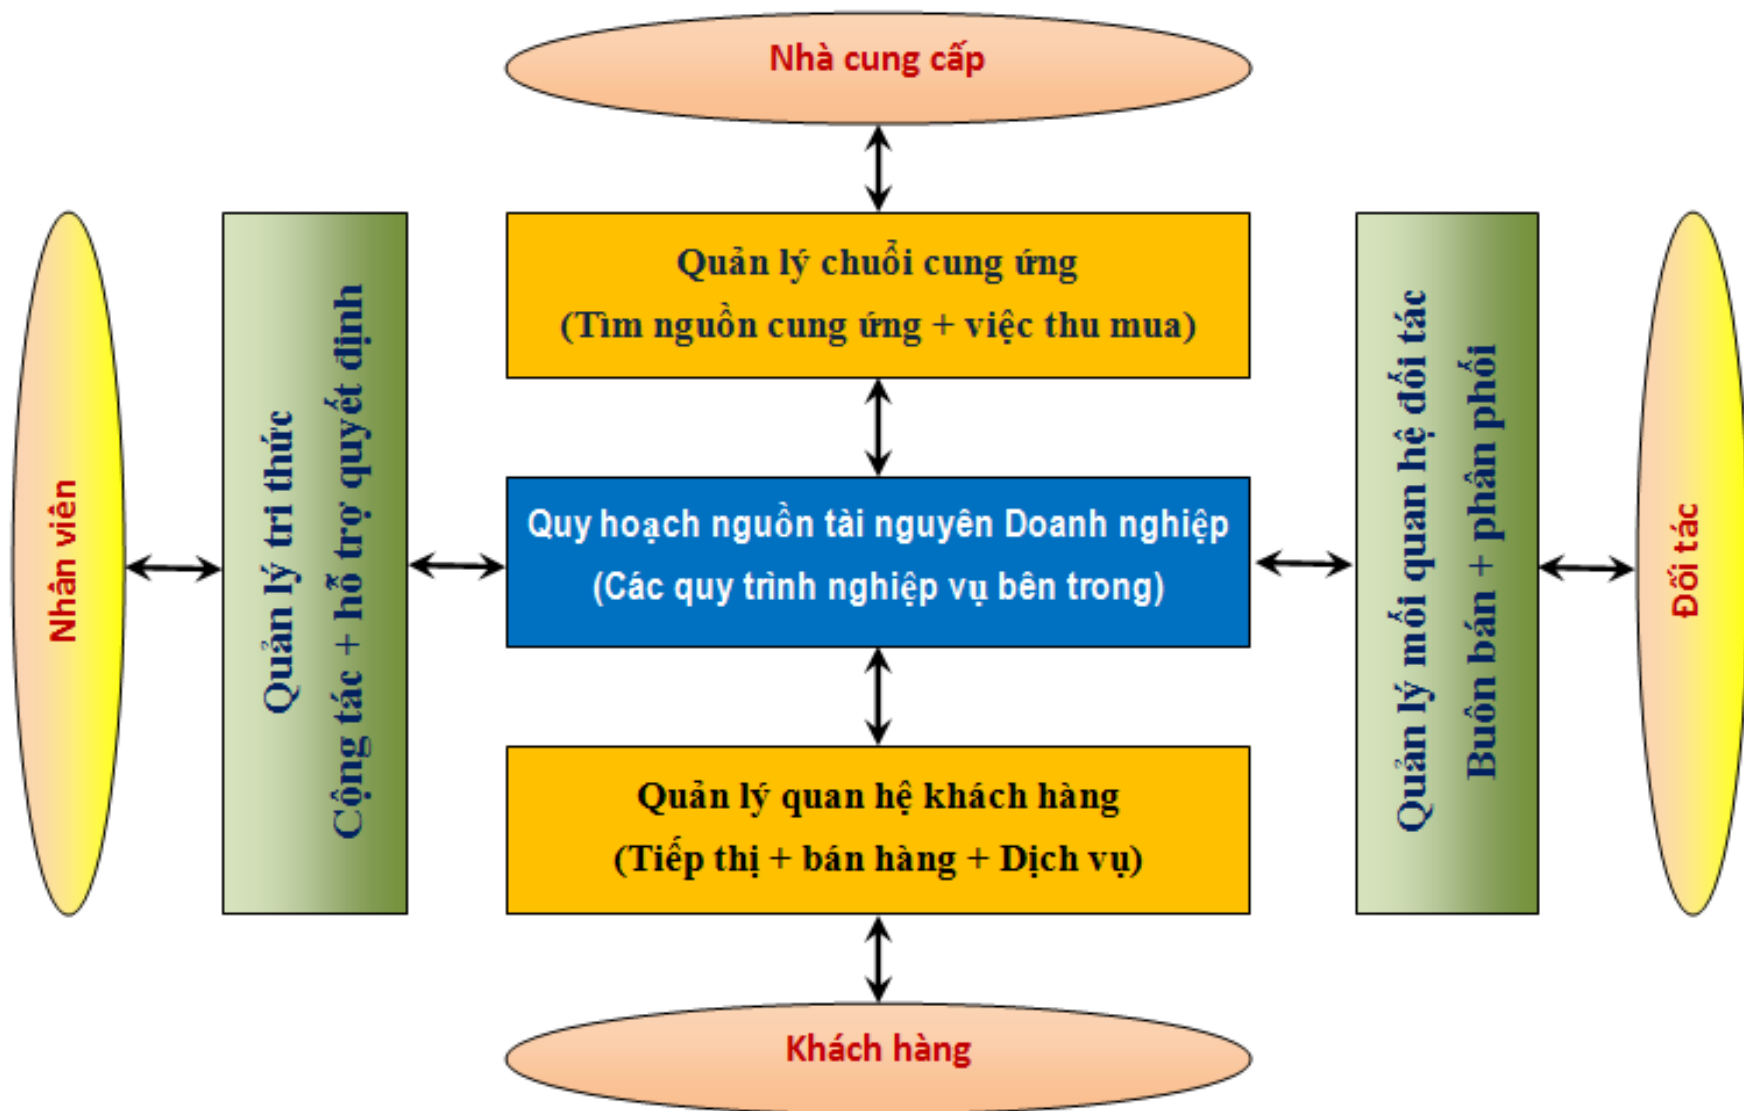 Nhà cung cấp
Quản lý chuổi cung ứng
(Tìm nguồn cung ứng + việc thu mua)
Nhân viên
Quản lý tri thức
Cộng tác + hỗ trợ quyết định
Quy hoạch nguồn tài nguyên Doanh nghiệp
(Các quy trình nghiệp vụ bên trong)
Quản lý mối quan hệ đối tác
Buôn bán + phân phối
Đối tác
Quản lý quan hệ khách hàng
(Tiếp thị + bán hàng + Dịch vụ)
Khách hàng